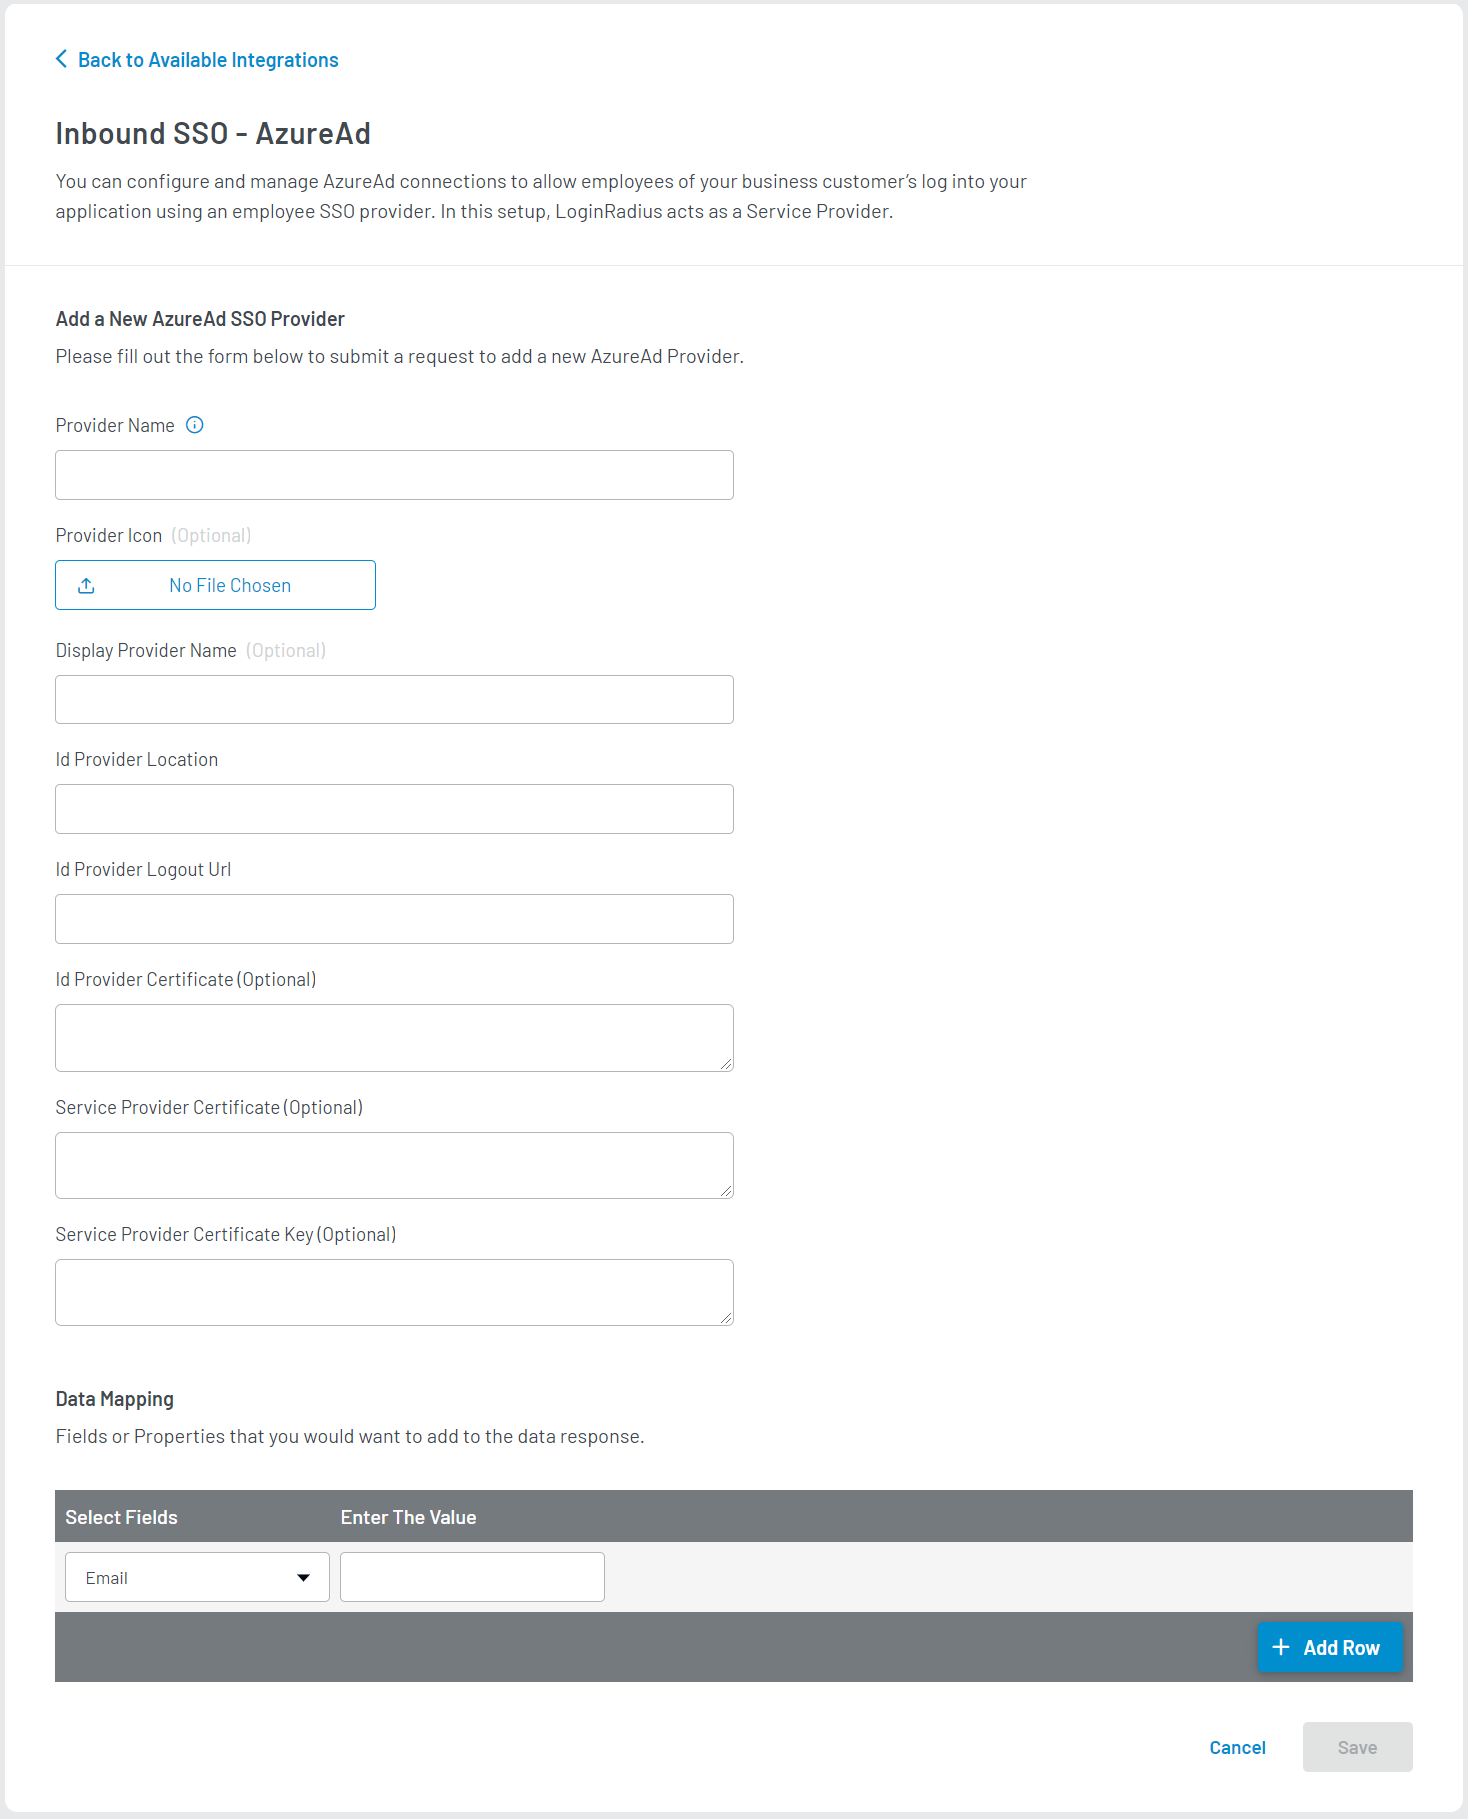 Back to Available Integrations
Inbound SSO - AzureAd
You can configure and manage AzureAd connections to allow employees of your business customer's log into your
application using an employee SSO provider. In this setup, LoginRadius acts as a Service Provider.
Add a New AzureAd SSO Provider
Please fill out the form below to submit a request to add a new AzureAd Provider.
Provider Name
Provider Icon (Optional)
No File Chosen
Display Provider Name (Optional)
Id Provider Location
Id Provider Logout Url
Id Provider Certificate (Optional)
Service Provider Certificate (Optional)
Service Provider Certificate Key (Optional)
Data Mapping
Fields or Properties that you would want to add to the data response.
Select Fields Enter The Value
Email
+ Add Row
Cancel Save